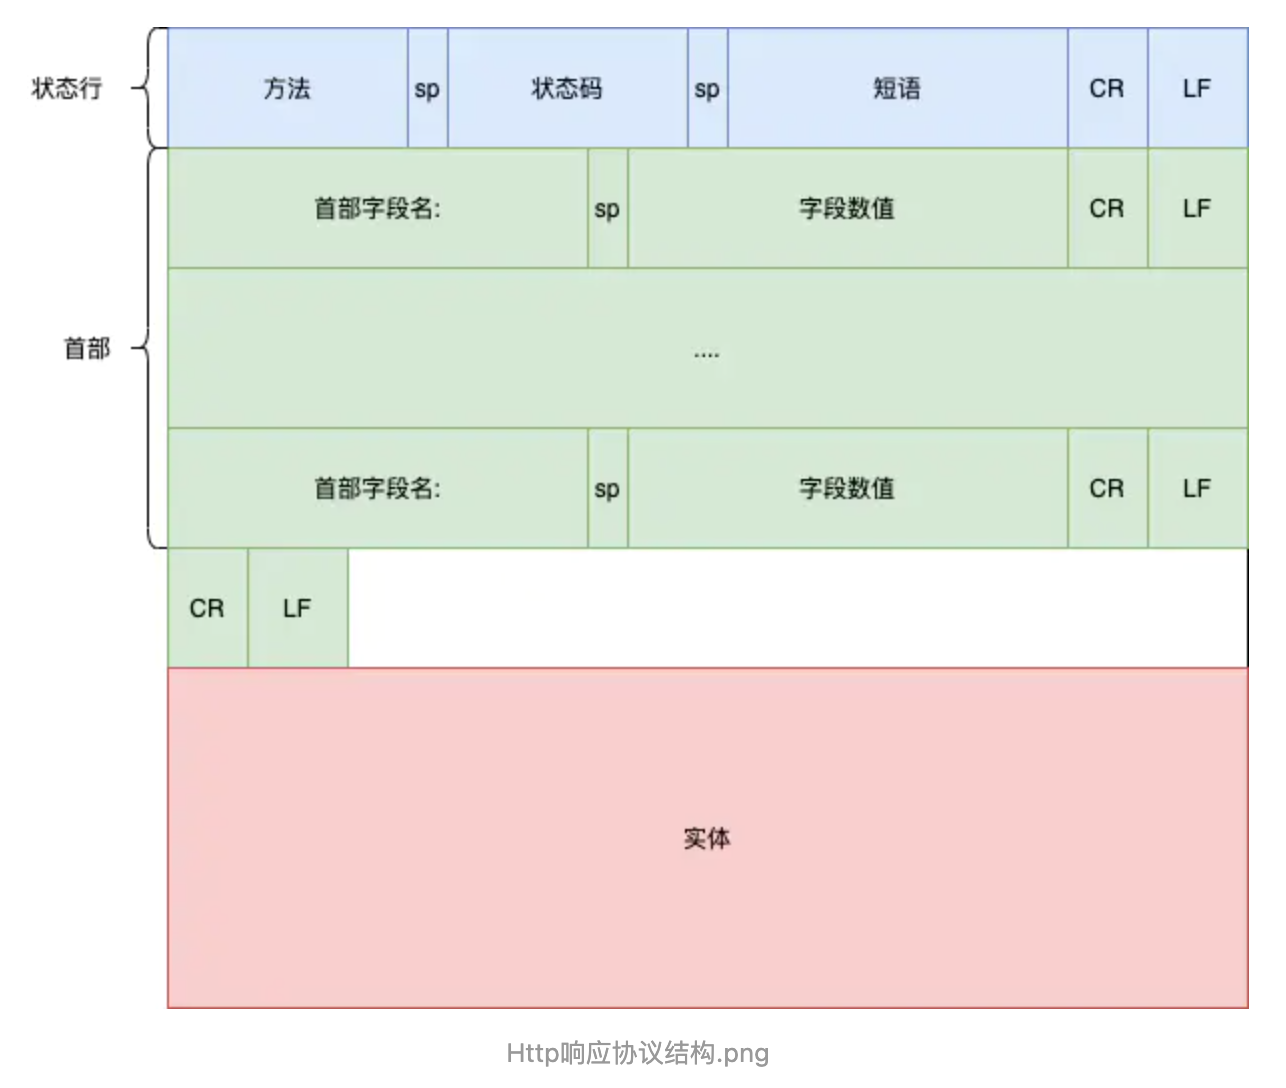 状态行 方法 sp 状态码 sp 短语 CR LF
首部字段名: sp 字段数值 CR LF
首部 ....
首部字段名: sp 字段数值 CR LF
CR LF
实体
Http响应协议结构.png